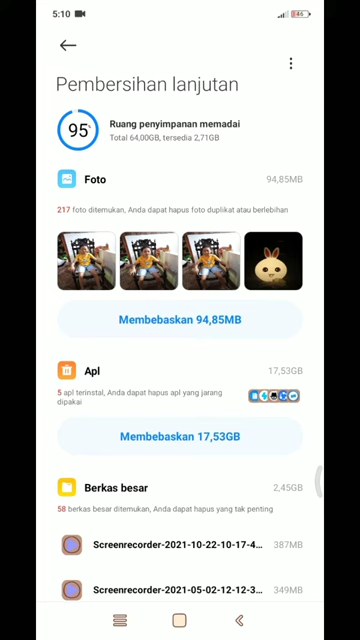 5:10
46
Pembersihan lanjutan
95%
Ruang penyimpanan memadai
Total 64,00GB, tersedia 2,71GB
Foto 94,85MB
217 foto ditemukan, Anda dapat hapus foto duplikat atau berlebihan
Membebaskan 94,85MB
Apl 17,53GB
5 apl terinstal, Anda dapat hapus apl yang jarang
dipakai
Membebaskan 17,53GB
Berkas besar 2,45GB
58 berkas besar ditemukan, Anda dapat hapus yang tak penting
Screenrecorder-2021-10-22-10-17-4... 387MB
Screenrecorder-2021-05-02-12-12-3... 349MB